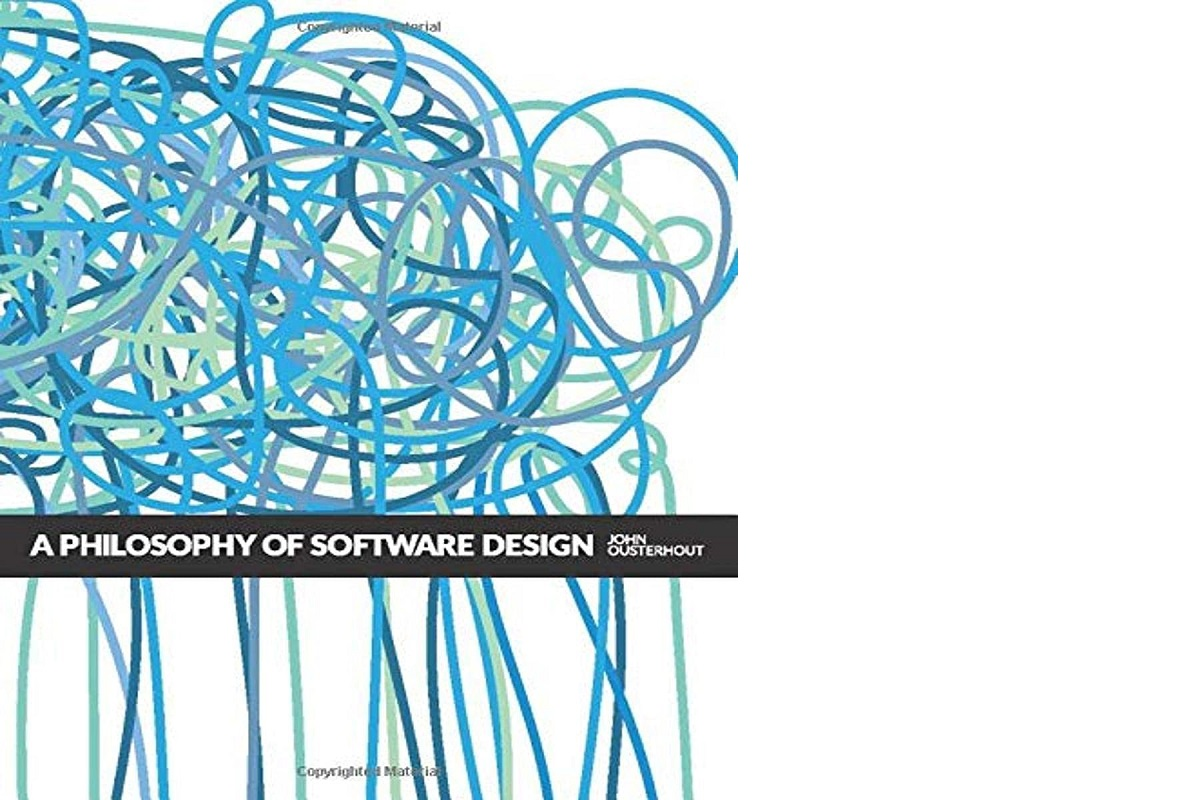 Copyrighted Material
A PHILOSOPHY OF SOFTWARE DESIGN
JOHN
OUSTERHOUT
Copyrighted Material